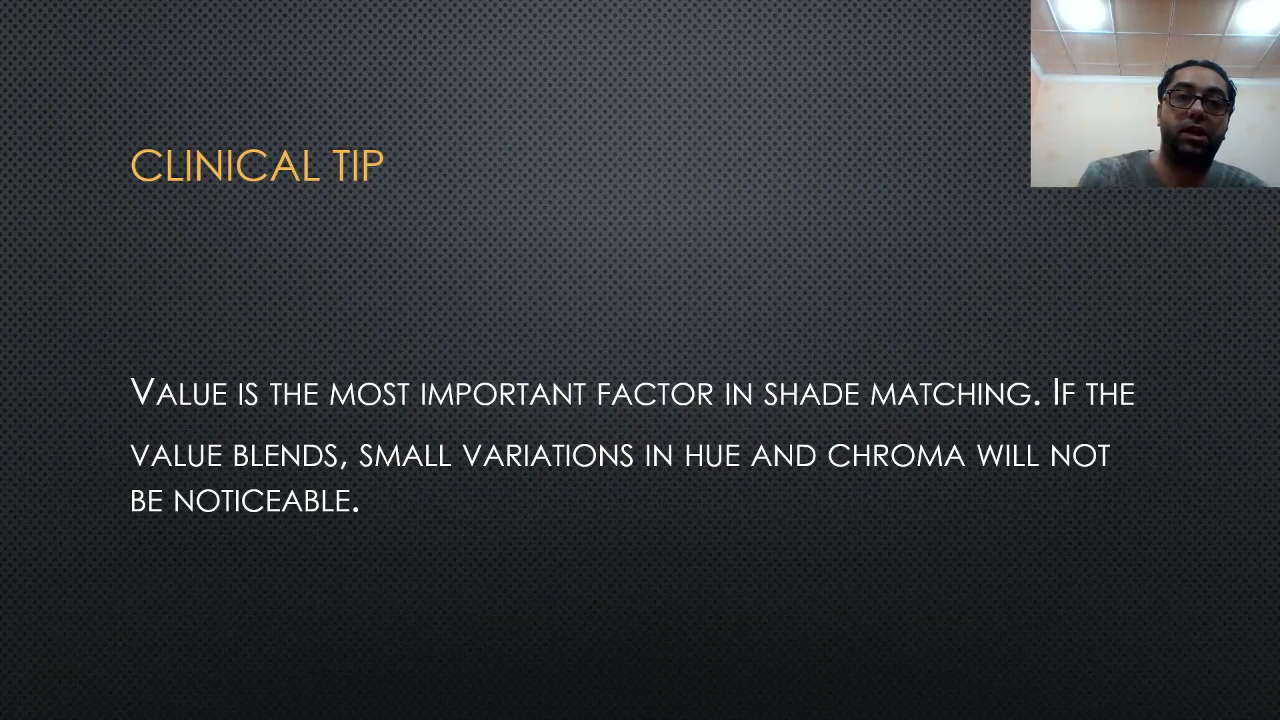 CLINICAL TIP
VALUE IS THE MOST IMPORTANT FACTOR IN SHADE MATCHING. IF THE
VALUE BLENDS, SMALL VARIATIONS IN HUE AND CHROMA WILL NOT
BE NOTICEABLE.